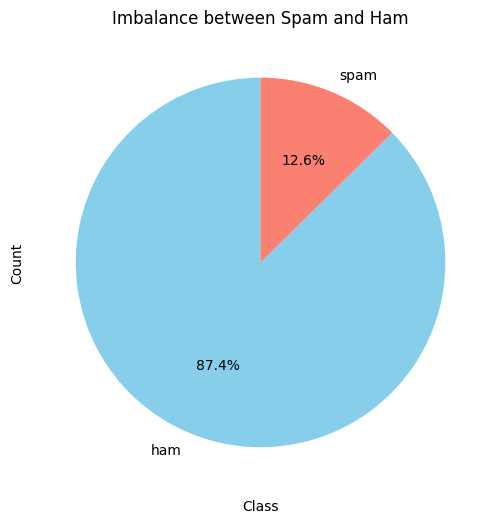 Imbalance between Spam and Ham
spam
12.6%
Count
87.4%
ham
Class